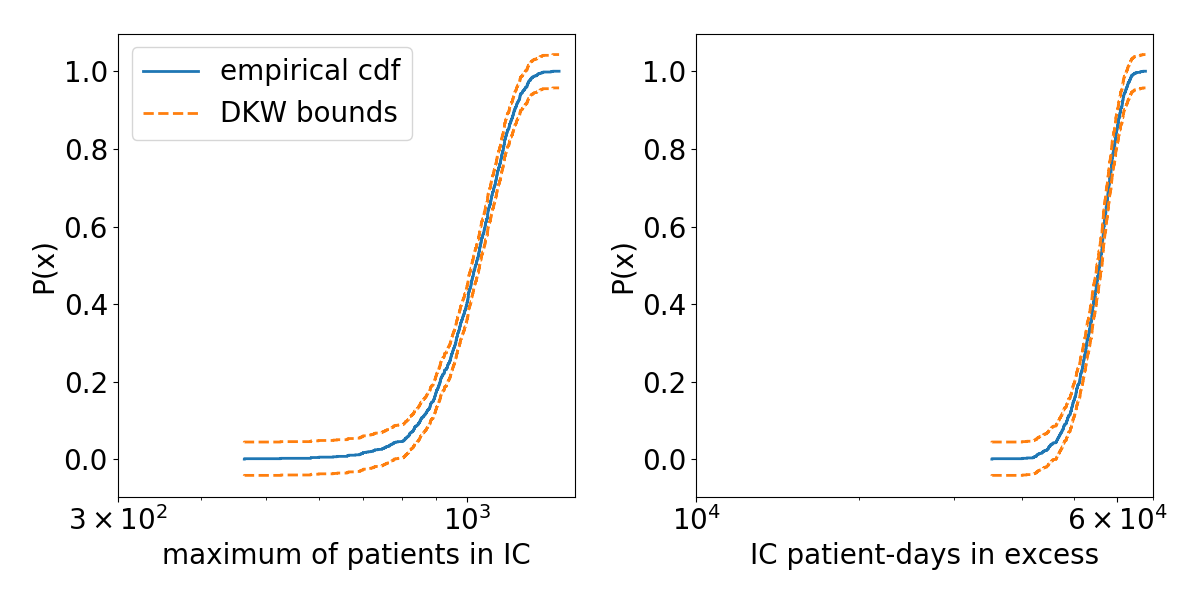 empirical cdf
DKW bounds
P(x)
1.0
0.8
0.6
0.4
0.2
0.0
3 × 10²
10³
maximum of patients in IC
P(x)
1.0
0.8
0.6
0.4
0.2
0.0
10⁴
6 × 10⁴
IC patient-days in excess